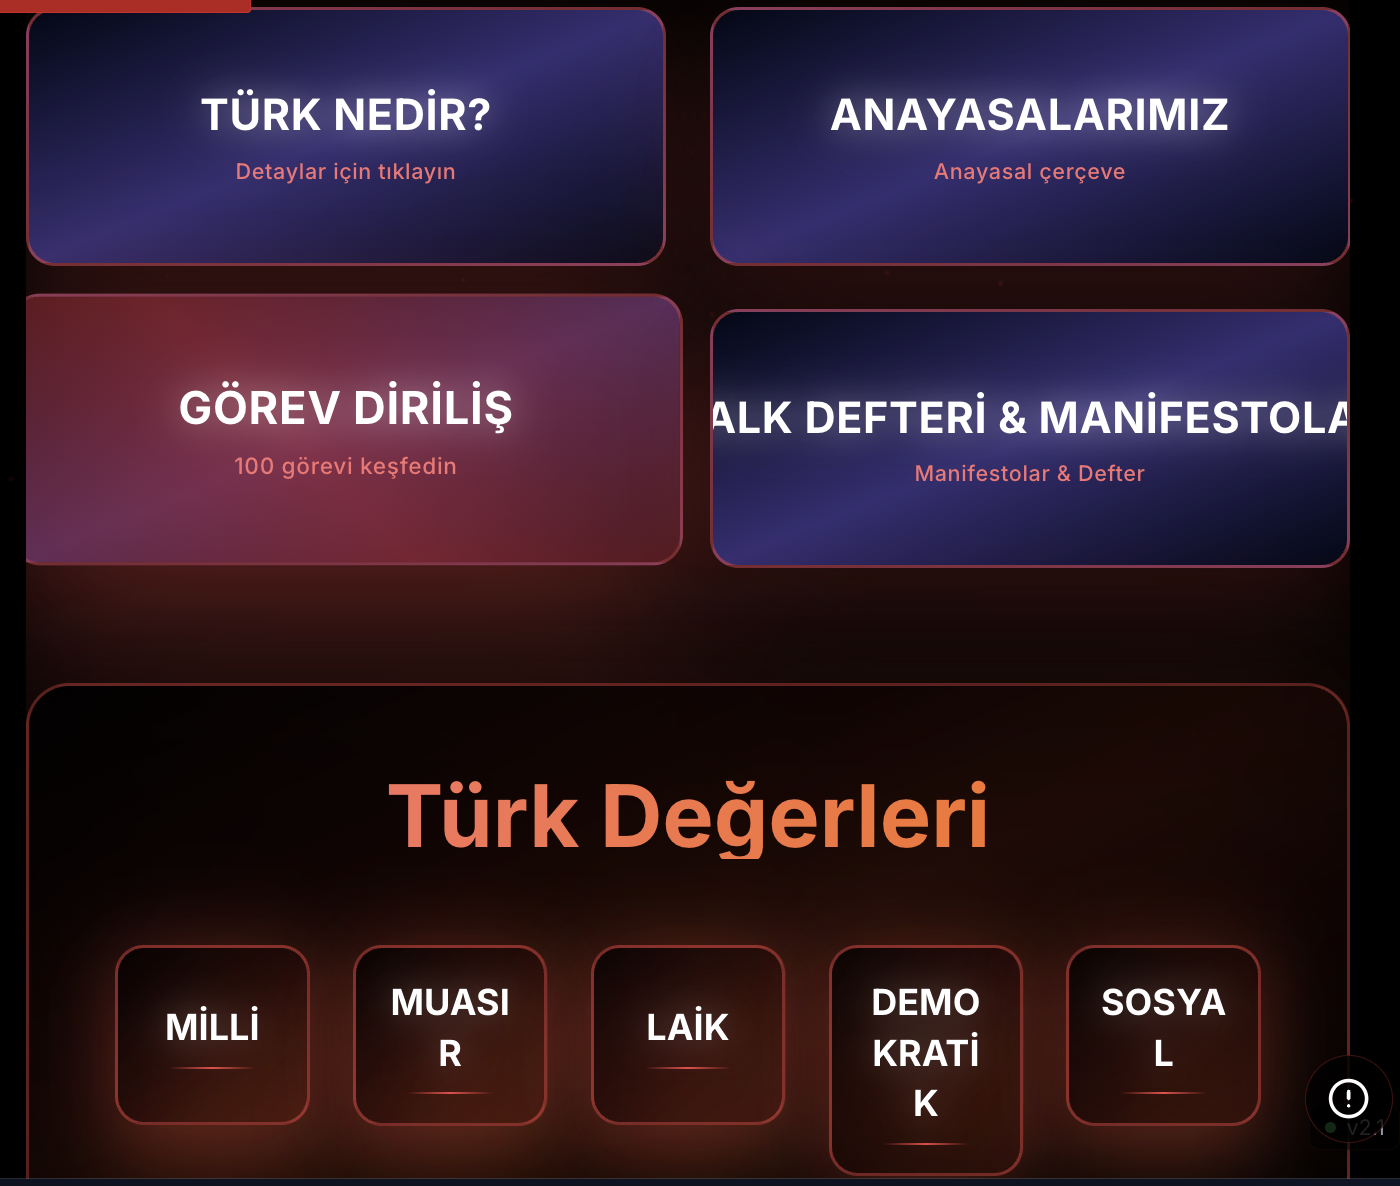 TÜRK NEDİR?
Detaylar için tıklayın
ANAYASALARIMIZ
Anayasal çerçeve
GÖREV DİRİLİŞ
100 görevi keşfedin
ALK DEFTERİ & MANİFESTOLA
Manifestolar & Defter
Türk Değerleri
MİLLİ
MUASI
R
LAİK
DEMO
KRATİ
K
SOSYA
L
v2.1